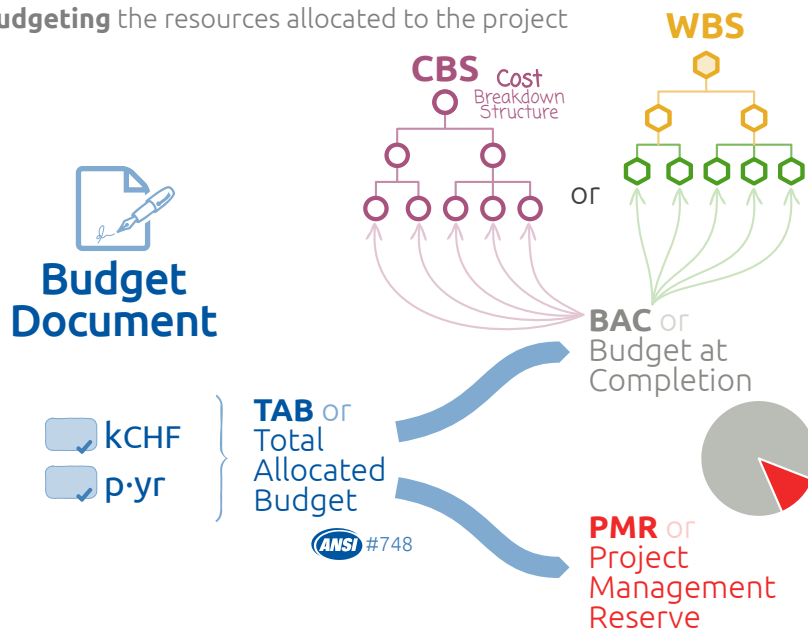 udgeting the resources allocated to the project
WBS
CBS Cost
Breakdown
Structure
or
Budget
Document
BAC or
Budget at
Completion
TAB or
Total
Allocated
Budget
kCHF
p·yr
ANSI #748
PMR or
Project
Management
Reserve